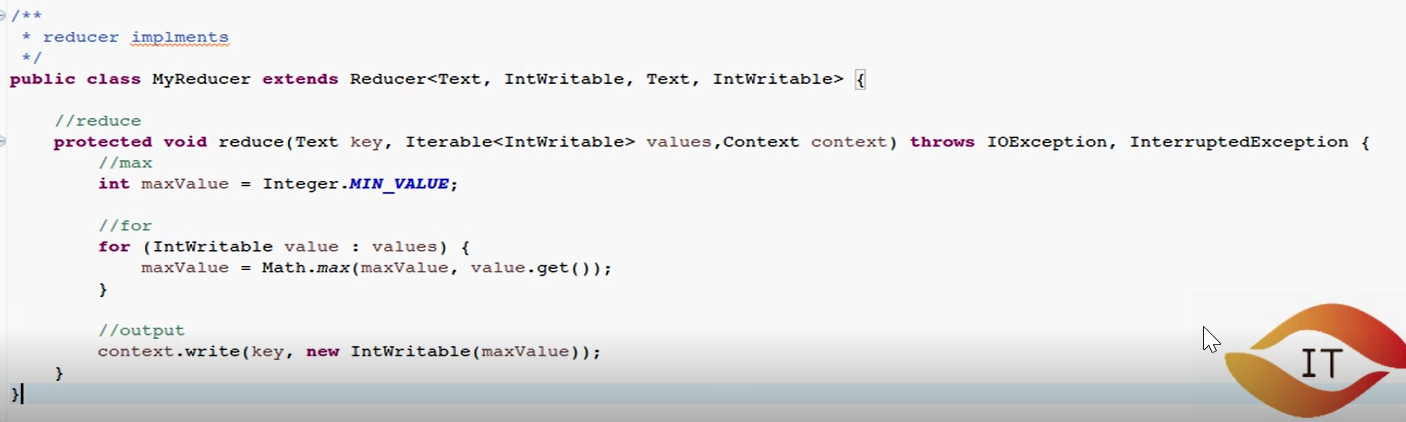 /**
 * reducer implments
 */
public class MyReducer extends Reducer<Text, IntWritable, Text, IntWritable> {
//reduce
protected void reduce(Text key, Iterable<IntWritable> values,Context context) throws IOException, InterruptedException {
//max
int maxValue = Integer.MIN_VALUE;
//for
for (IntWritable value : values) {
maxValue = Math.max(maxValue, value.get());
}
//output
context.write(key, new IntWritable(maxValue));
}
}
IT